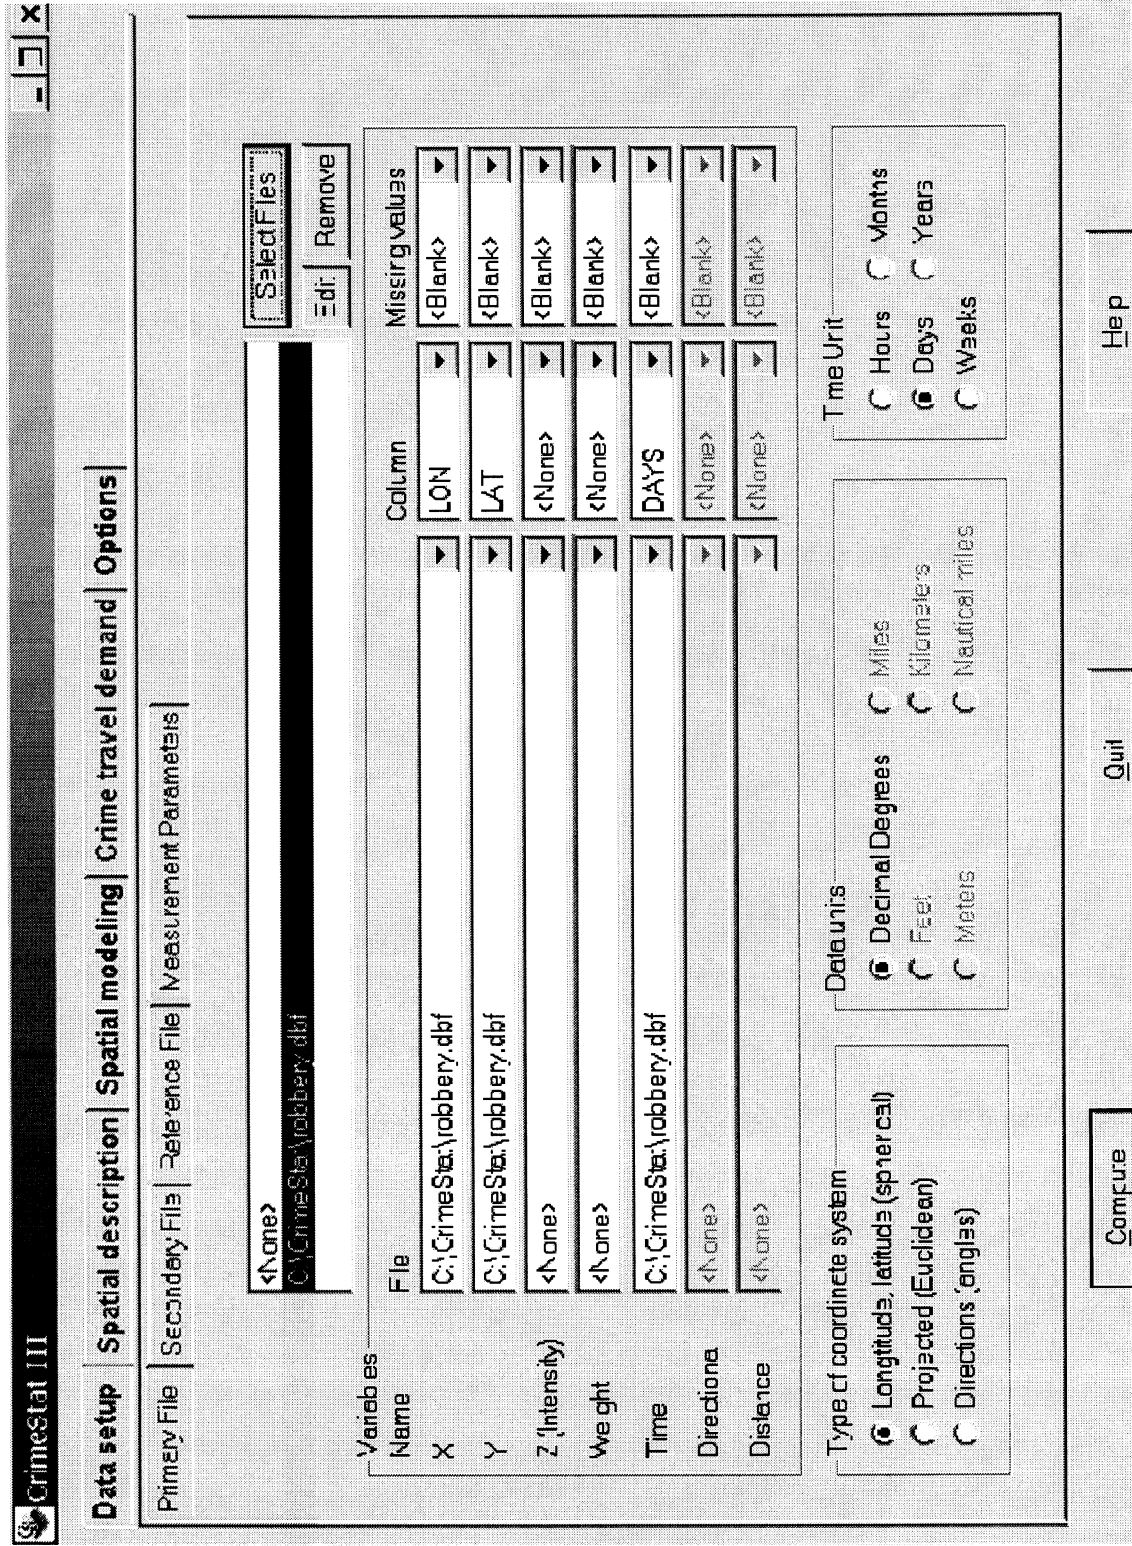 CrimeStat III
Data setup Spatial description Spatial modeling Crime travel demand Options
Primary File Secondary File Reference File Measurement Parameters
<None>
C:\CrimeStat\robbery.dbf
Select Files
Edit Remove
Variables
Name File Column Missing values
X C:\CrimeStat\robbery.dbf LON <Blank>
Y C:\CrimeStat\robbery.dbf LAT <Blank>
Z (Intensity) <None> <None> <Blank>
Weight <None> <None> <Blank>
Time C:\CrimeStat\robbery.dbf DAYS <Blank>
Directional <None> <None> <Blank>
Distance <None> <None> <Blank>
Type of coordinate system
Longtitude, latitude (spherical)
Projected (Euclidean)
Directions (angles)
Data units
Decimal Degrees Miles
Feet Kilometers
Meters Nautical miles
Time Unit
Hours Months
Days Years
Weeks
Compute Quit Help